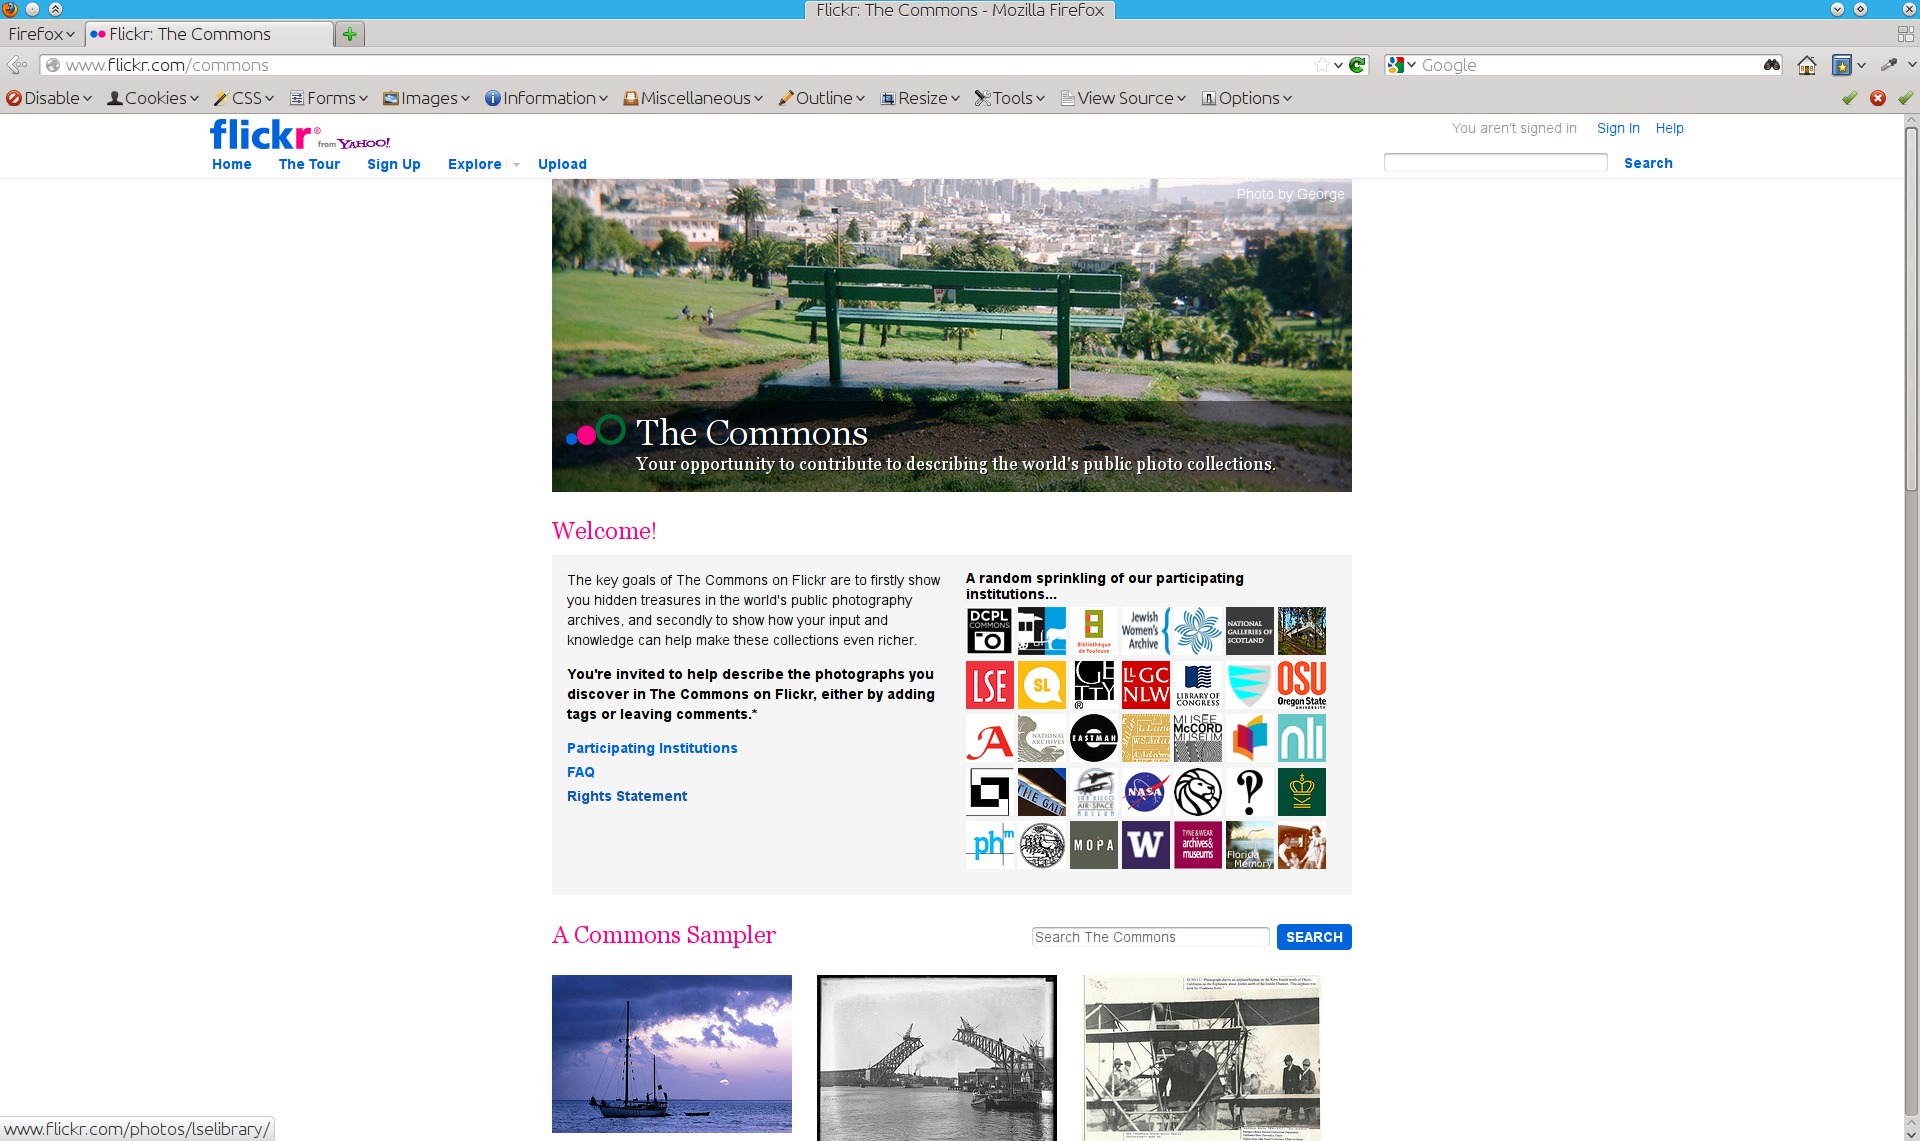 Flickr: The Commons - Mozilla Firefox
Firefox
Flickr: The Commons
www.flickr.com/commons
Google
Disable
Cookies
CSS
Forms
Images
Information
Miscellaneous
Outline
Resize
Tools
View Source
Options
flickr® from YAHOO!
You aren't signed in Sign In Help
Home The Tour Sign Up Explore Upload
Search
Photo by George
The Commons
Your opportunity to contribute to describing the world's public photo collections.
Welcome!
The key goals of The Commons on Flickr are to firstly show
you hidden treasures in the world's public photography
archives, and secondly to show how your input and
knowledge can help make these collections even richer.
You're invited to help describe the photographs you
discover in The Commons on Flickr, either by adding
tags or leaving comments.*
Participating Institutions
FAQ
Rights Statement
A random sprinkling of our participating
institutions...
DCPL
COMMONS
Bibliothèque
de Toulouse
Jewish
Women's
Archive
NATIONAL
GALLERIES OF
SCOTLAND
LSE
SL
GETTY
®
LLGC
NLW
LIBRARY OF
CONGRESS
OSU
Oregon State
UNIVERSITY
A
NATIONAL
ARCHIVES
EASTMAN
MUSÉE
McCORD
MUSEUM
nli
THE GALL
SAN DIEGO
AIR+SPACE
MUSEUM
NASA
?
phm
MOPA
W
TYNE & WEAR
archives&
museums
Florida
Memory
A Commons Sampler
Search The Commons
SEARCH
www.flickr.com/photos/lselibrary/